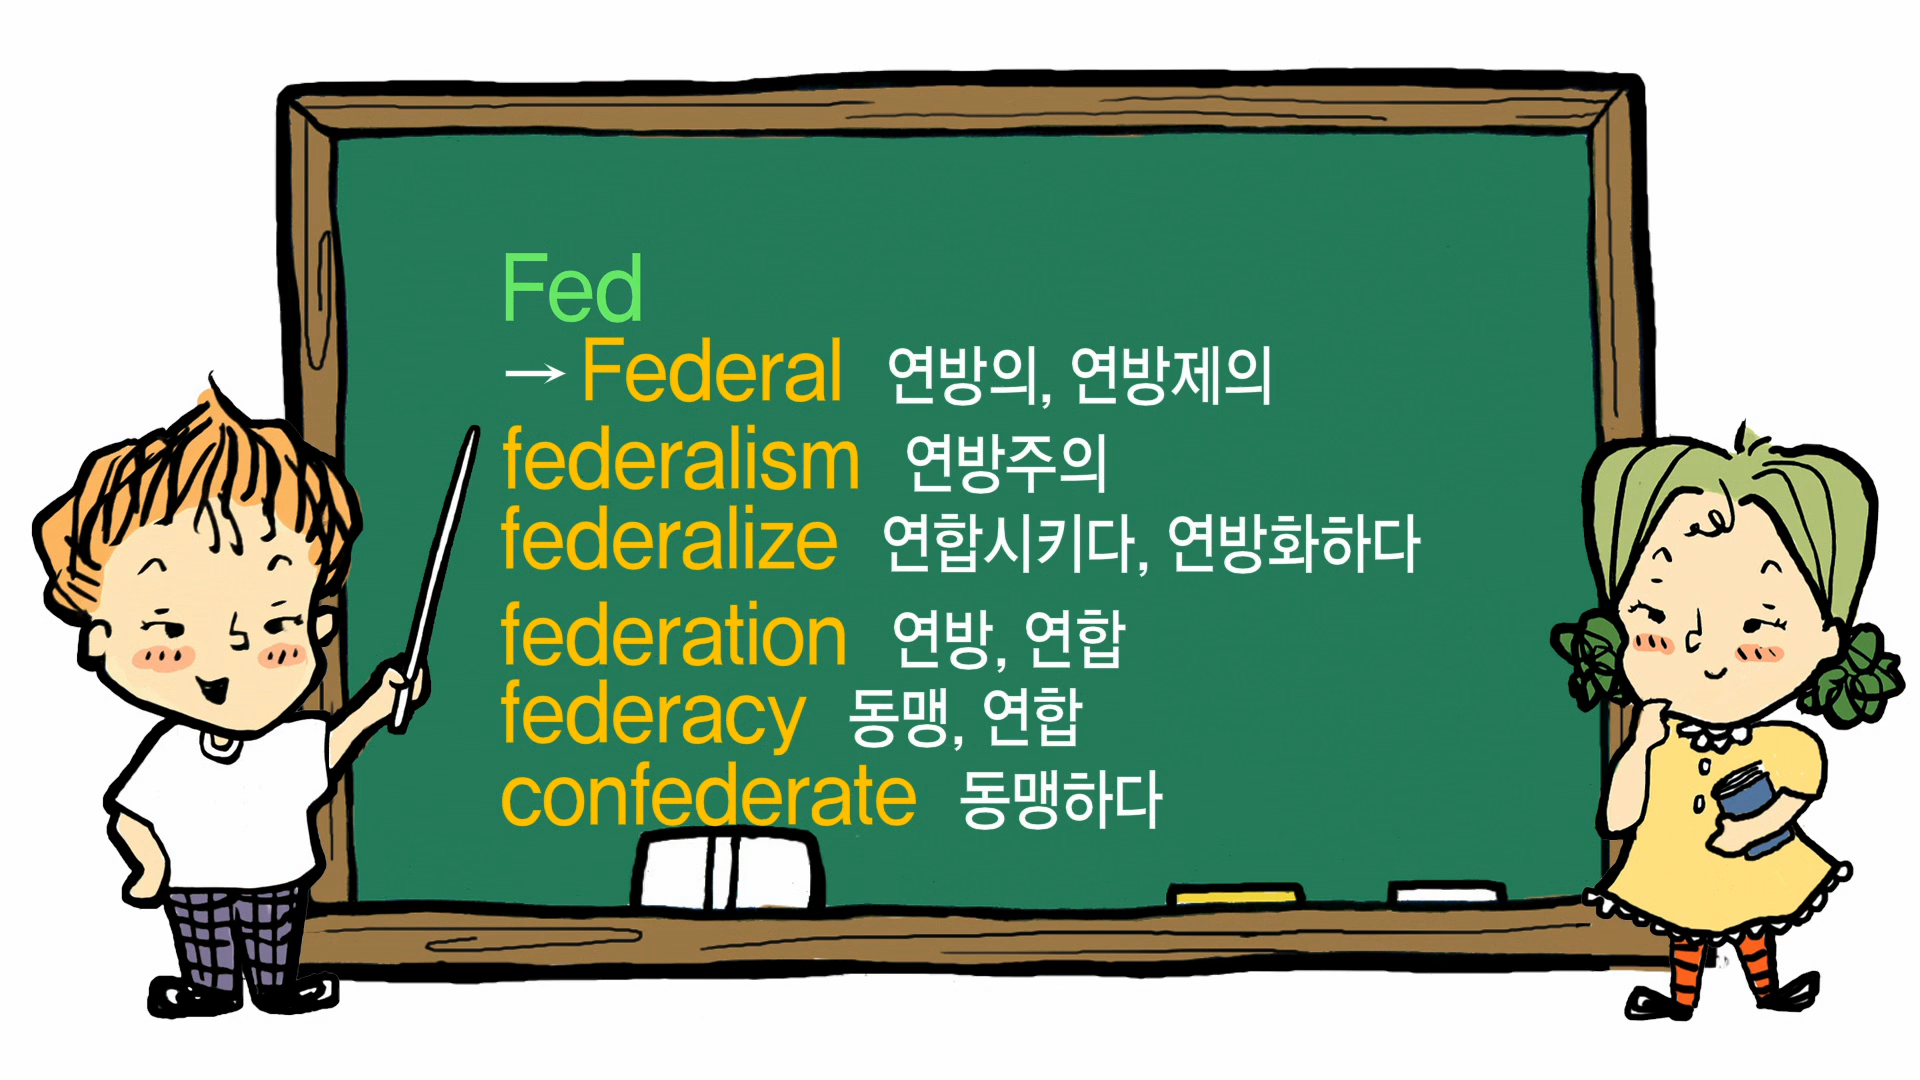 Fed
→ Federal 연방의, 연방제의
federalism 연방주의
federalize 연합시키다, 연방화하다
federation 연방, 연합
federacy 동맹, 연합
confederate 동맹하다